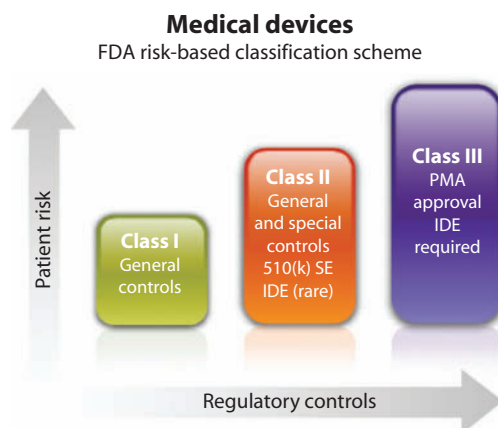 Medical devices
FDA risk-based classification scheme
Patient risk
Class I
General
controls
Class II
General
and special
controls
510(k) SE
IDE (rare)
Class III
PMA
approval
IDE
required
Regulatory controls